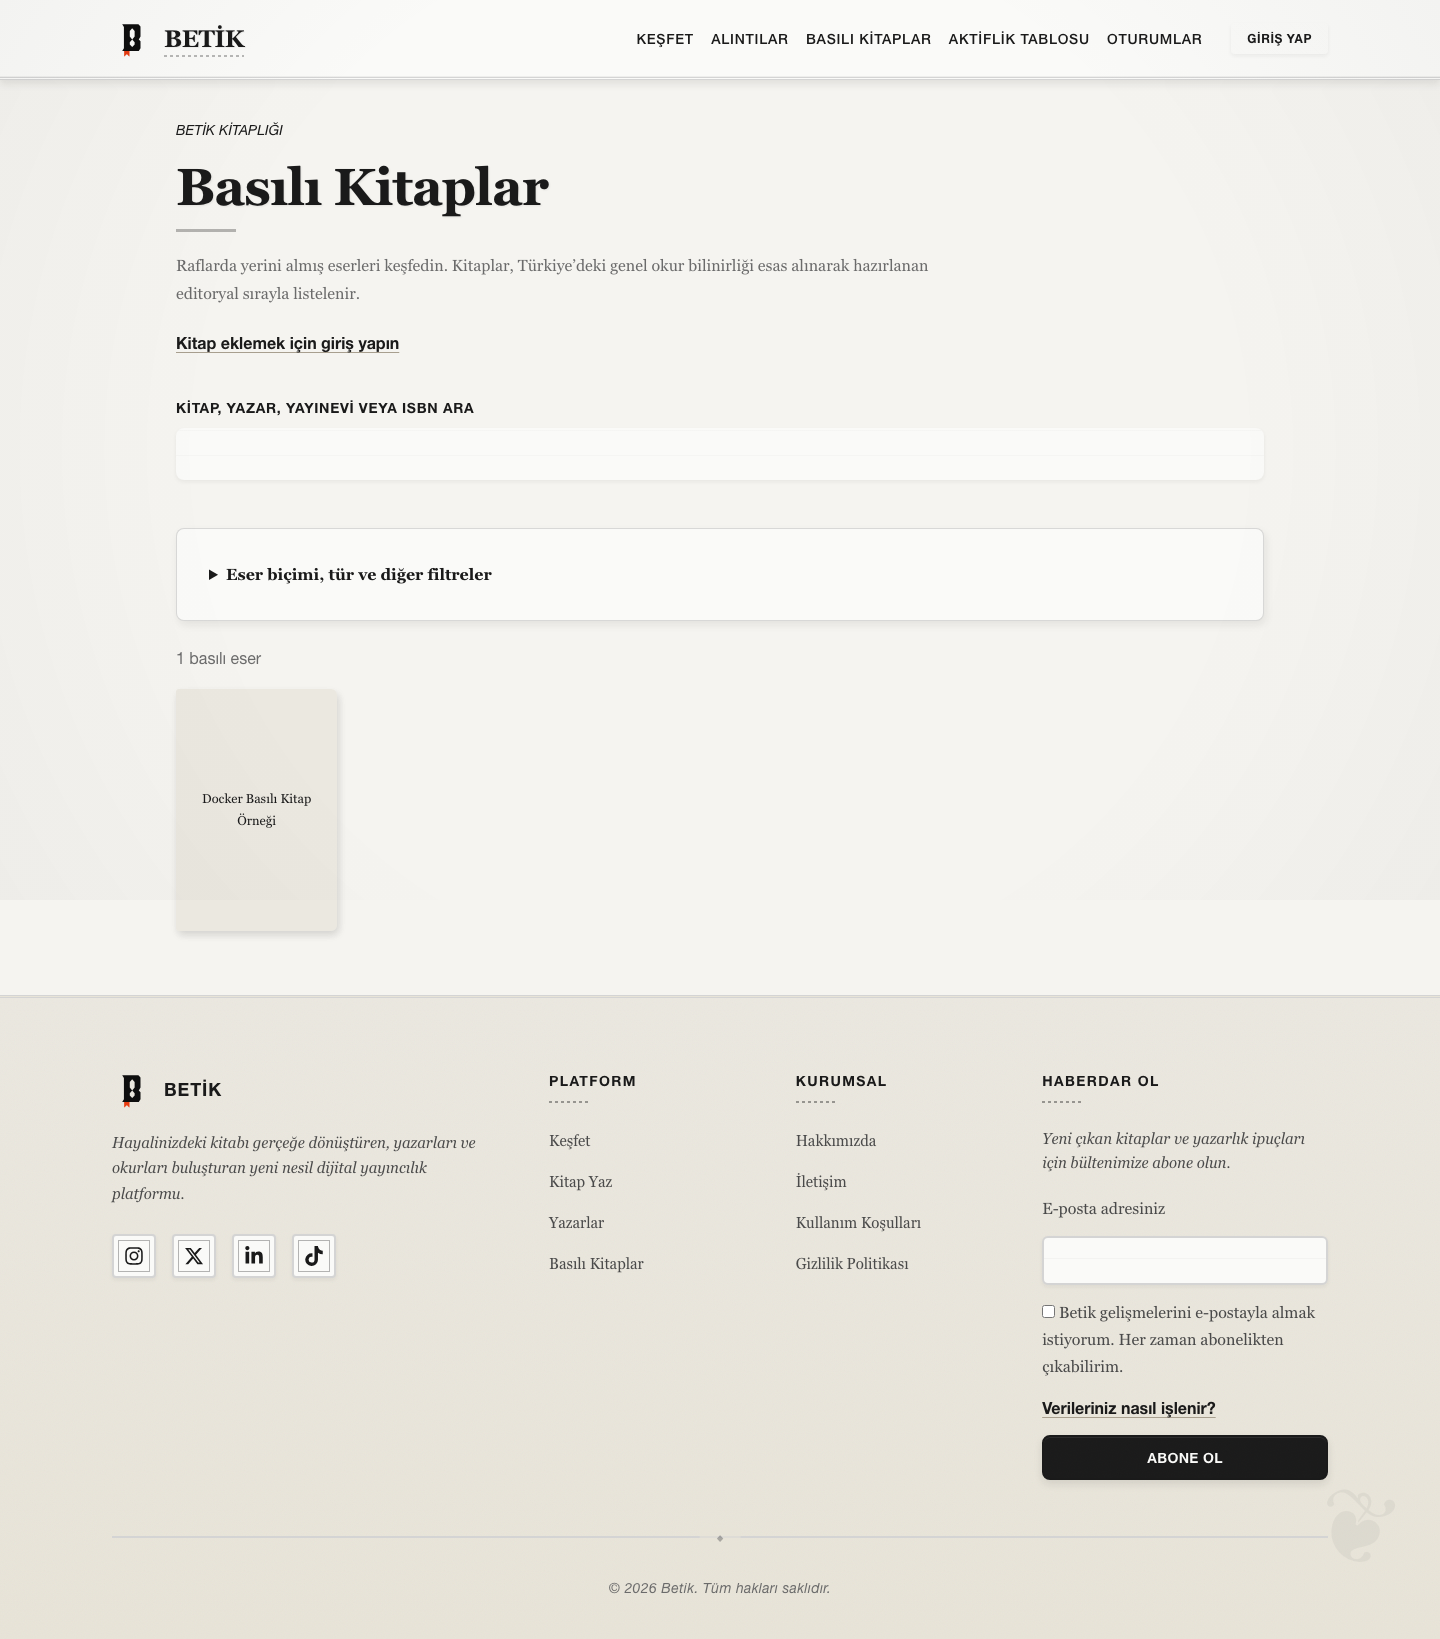 BETİK
KEŞFET ALINTILAR BASILI KİTAPLAR AKTİFLİK TABLOSU OTURUMLAR GİRİŞ YAP
BETİK KİTAPLIĞI
Basılı Kitaplar
Raflarda yerini almış eserleri keşfedin. Kitaplar, Türkiye’deki genel okur bilinirliği esas alınarak hazırlanan
editoryal sırayla listelenir.
Kitap eklemek için giriş yapın
KİTAP, YAZAR, YAYINEVİ VEYA ISBN ARA
Eser biçimi, tür ve diğer filtreler
1 basılı eser
Docker Basılı Kitap
Örneği
BETİK
Hayalinizdeki kitabı gerçeğe dönüştüren, yazarları ve
okurları buluşturan yeni nesil dijital yayıncılık
platformu.
PLATFORM
Keşfet
Kitap Yaz
Yazarlar
Basılı Kitaplar
KURUMSAL
Hakkımızda
İletişim
Kullanım Koşulları
Gizlilik Politikası
HABERDAR OL
Yeni çıkan kitaplar ve yazarlık ipuçları
için bültenimize abone olun.
E-posta adresiniz
Betik gelişmelerini e-postayla almak
istiyorum. Her zaman abonelikten
çıkabilirim.
Verileriniz nasıl işlenir?
ABONE OL
© 2026 Betik. Tüm hakları saklıdır.